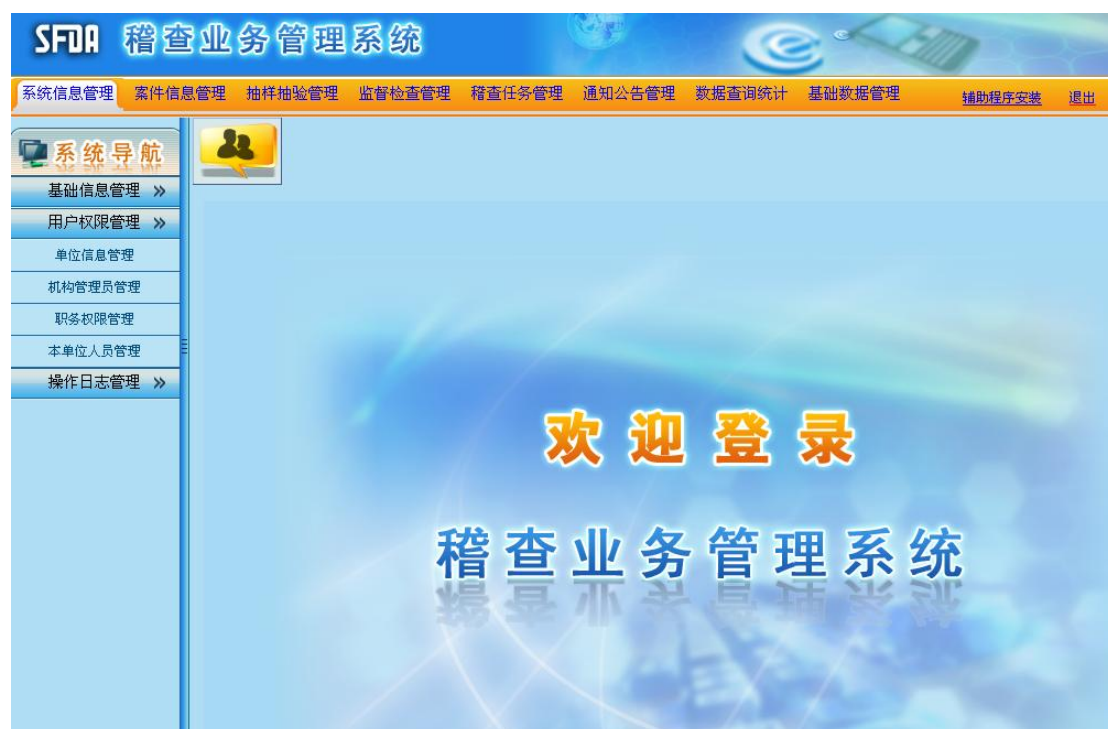 SFDA 稽查业务管理系统
系统信息管理 案件信息管理 抽样抽验管理 监督检查管理 稽查任务管理 通知公告管理 数据查询统计 基础数据管理 辅助程序安装 退出
系统导航
基础信息管理 »
用户权限管理 »
单位信息管理
机构管理员管理
职务权限管理
本单位人员管理
操作日志管理 »
欢迎登录
稽查业务管理系统